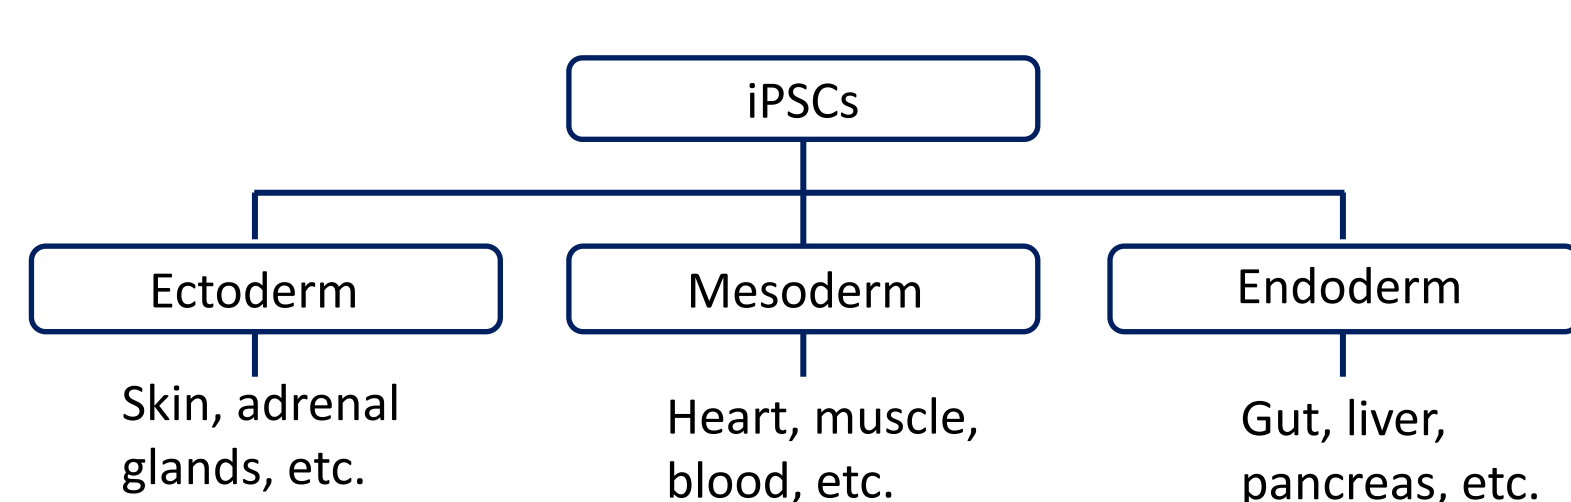 iPSCs
Ectoderm
Mesoderm
Endoderm
Skin, adrenal
glands, etc.
Heart, muscle,
blood, etc.
Gut, liver,
pancreas, etc.